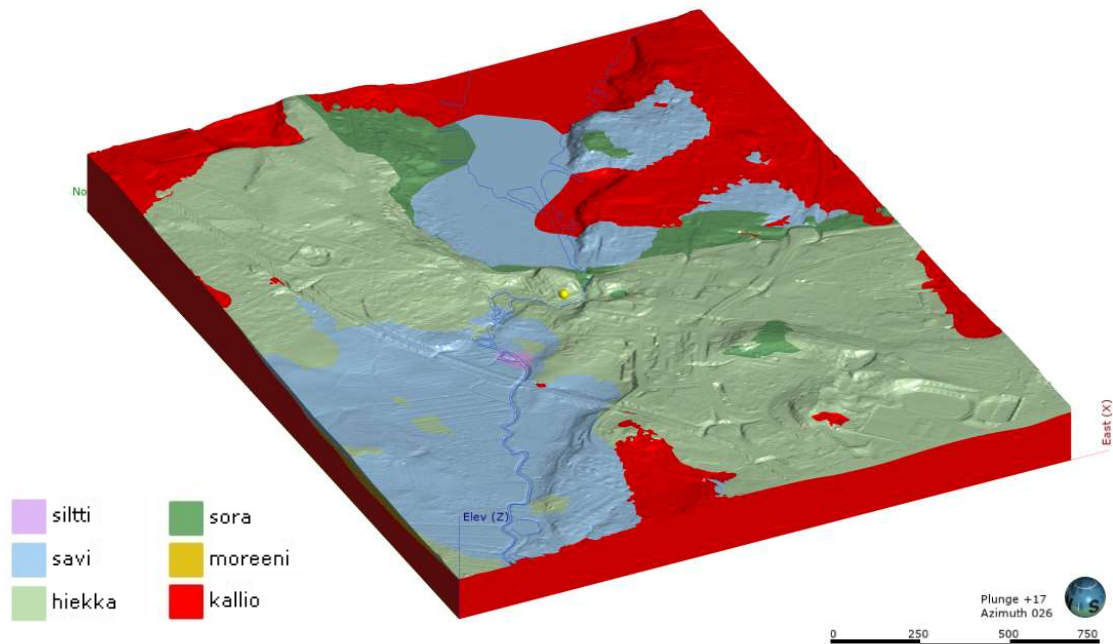 No
East (X)
Elev (Z)
siltti
savi
hiekka
sora
moreeni
kallio
Plunge +17
Azimuth 026
S
0 250 500 750